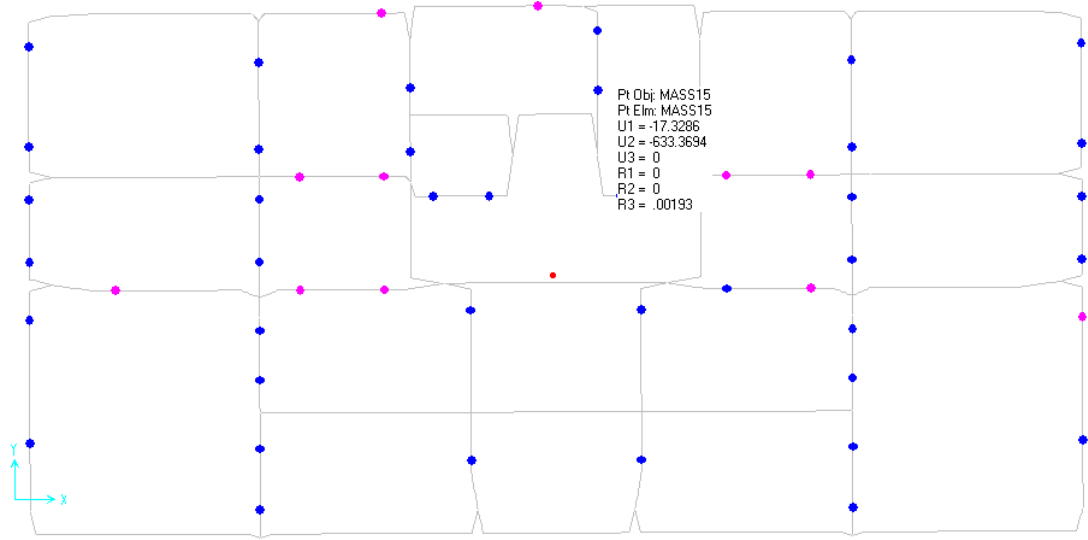 Pt Obj: MASS15
Pt Elm: MASS15
U1 = -17.3286
U2 = -633.3694
U3 = 0
R1 = 0
R2 = 0
R3 = .00193
Y
X